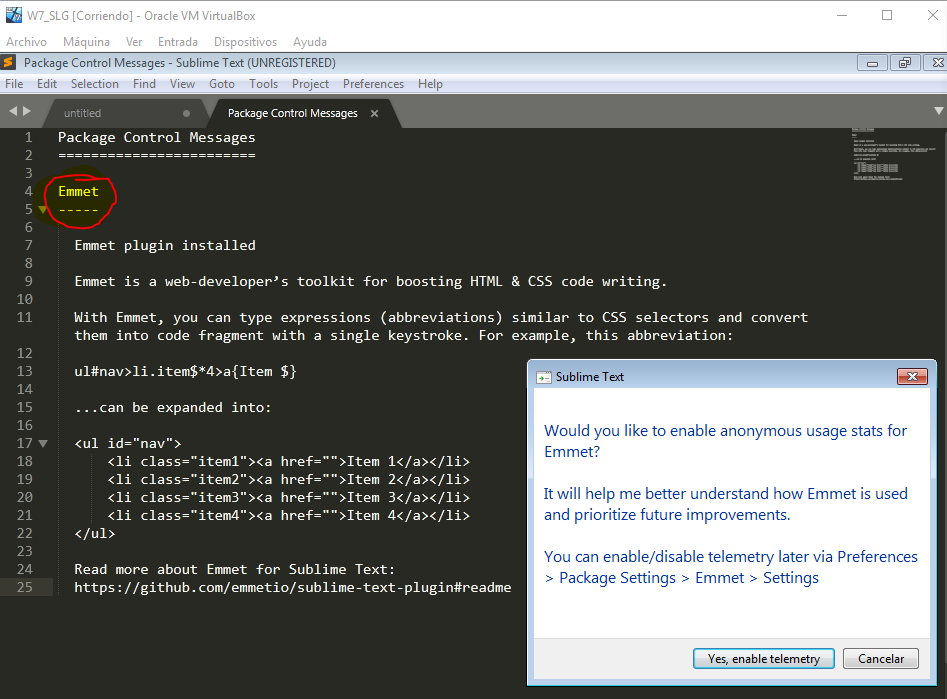 W7_SLG [Corriendo] - Oracle VM VirtualBox
Archivo Máquina Ver Entrada Dispositivos Ayuda
Package Control Messages - Sublime Text (UNREGISTERED)
File Edit Selection Find View Goto Tools Project Preferences Help
untitled Package Control Messages
1 Package Control Messages
2 ========================
3
4 Emmet
5 -----
6
7 Emmet plugin installed
8
9 Emmet is a web-developer’s toolkit for boosting HTML & CSS code writing.
10
11 With Emmet, you can type expressions (abbreviations) similar to CSS selectors and convert
them into code fragment with a single keystroke. For example, this abbreviation:
12
13 ul#nav>li.item$*4>a{Item $}
14
15 ...can be expanded into:
16
17 <ul id="nav">
18 <li class="item1"><a href="">Item 1</a></li>
19 <li class="item2"><a href="">Item 2</a></li>
20 <li class="item3"><a href="">Item 3</a></li>
21 <li class="item4"><a href="">Item 4</a></li>
22 </ul>
23
24 Read more about Emmet for Sublime Text:
25 https://github.com/emmetio/sublime-text-plugin#readme
Sublime Text
Would you like to enable anonymous usage stats for
Emmet?
It will help me better understand how Emmet is used
and prioritize future improvements.
You can enable/disable telemetry later via Preferences
> Package Settings > Emmet > Settings
Yes, enable telemetry Cancelar